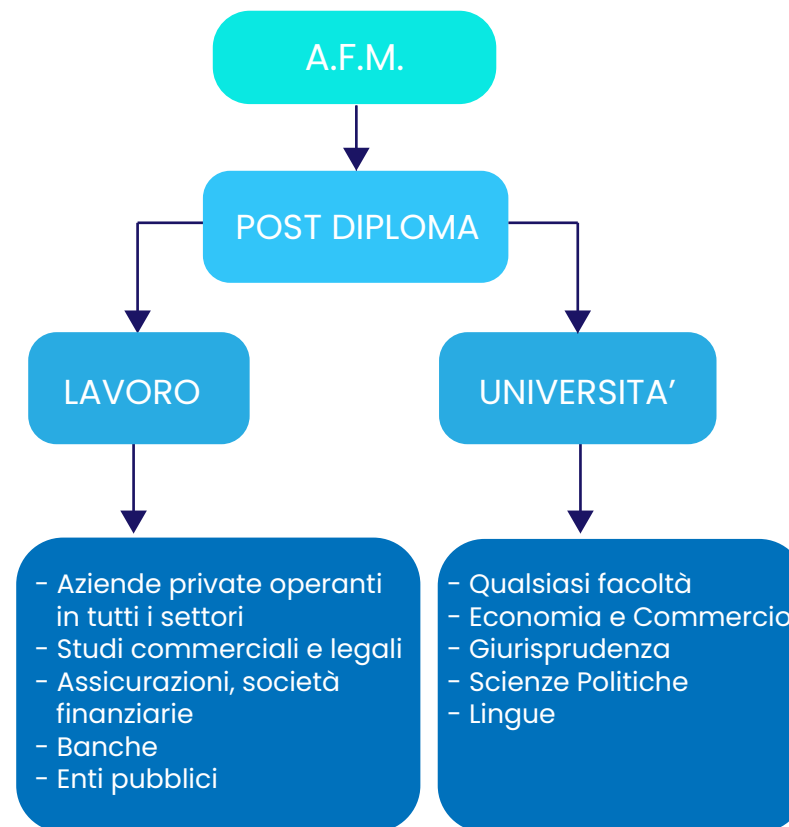 A.F.M.
POST DIPLOMA
LAVORO
UNIVERSITA’
- Aziende private operanti
in tutti i settori
- Studi commerciali e legali
- Assicurazioni, società
finanziarie
- Banche
- Enti pubblici
- Qualsiasi facoltà
- Economia e Commercio
- Giurisprudenza
- Scienze Politiche
- Lingue